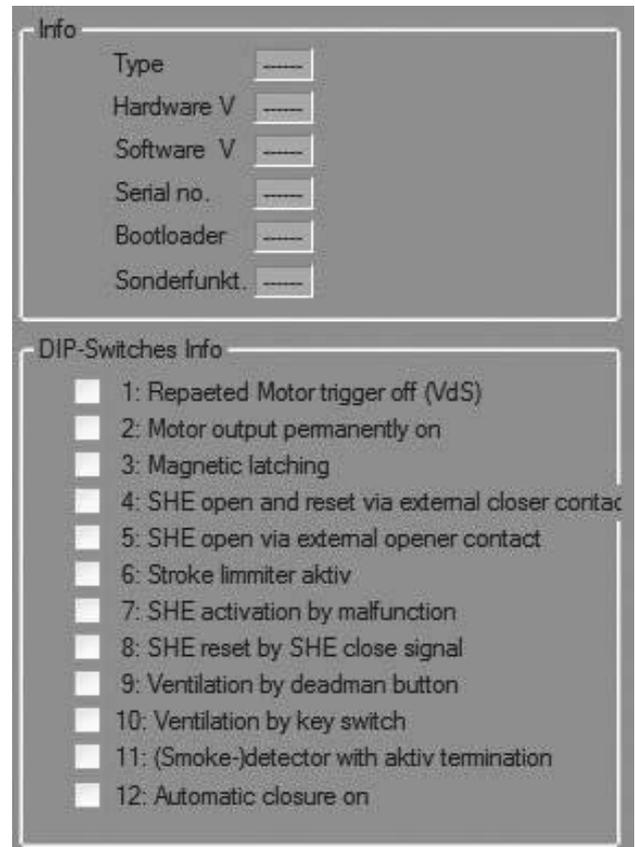 Info
Type ------
Hardware V ------
Software V ------
Serial no. ------
Bootloader ------
Sonderfunkt. ------
DIP-Switches Info
1: Repaeted Motor trigger off (VdS)
2: Motor output permanently on
3: Magnetic latching
4: SHE open and reset via external closer contac
5: SHE open via external opener contact
6: Stroke limmiter aktiv
7: SHE activation by malfunction
8: SHE reset by SHE close signal
9: Ventilation by deadman button
10: Ventilation by key switch
11: (Smoke-)detector with aktiv termination
12: Automatic closure on